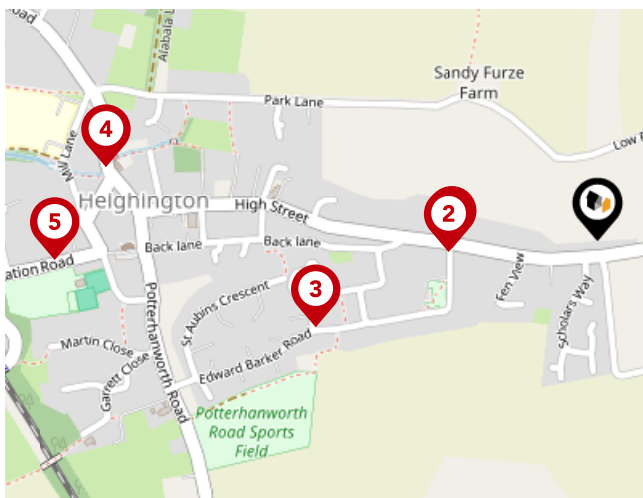 Road
Alabala L
Sandy Furze
Farm
Park Lane
4
Low
Mill Lane
Heighington
High Street
2
5
Back lane
Back lane
ation Road
Fen View
Scholars Way
3
St Aubins Crescent
Potterhanworth Road
Martin Close
Garrett Close
Edward Barker Road
Potterhanworth
Road Sports
Field